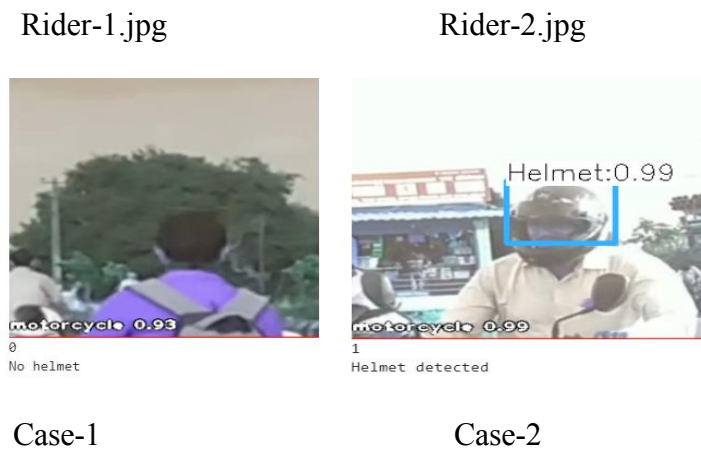 Rider-1.jpg
Rider-2.jpg
Helmet:0.99
motorcycle 0.93
motorcycle 0.99
0
1
No helmet
Helmet detected
Case-1
Case-2